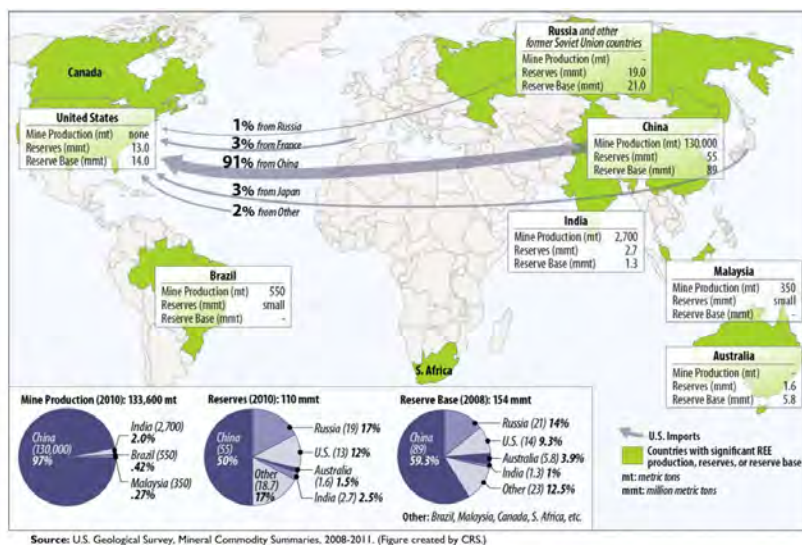 Russia and other
former Soviet Union countries
Mine Production (mt) -
Reserves (mmt) 19.0
Reserve Base (mmt) 21.0
Canada
United States
Mine Production (mt) none
Reserves (mmt) 13.0
Reserve Base (mmt) 14.0
1% from Russia
3% from France
91% from China
3% from Japan
2% from Other
China
Mine Production (mt) 130,000
Reserves (mmt) 55
Reserve Base (mmt) 89
India
Mine Production (mt) 2,700
Reserves (mmt) 2.7
Reserve Base (mmt) 1.3
Brazil
Mine Production (mt) 550
Reserves (mmt) small
Reserve Base (mmt) -
Malaysia
Mine Production (mt) 350
Reserves (mmt) small
Reserve Base (mmt) -
S. Africa
Australia
Mine Production (mt) -
Reserves (mmt) 1.6
Reserve Base (mmt) 5.8
Mine Production (2010): 133,600 mt
China
(130,000)
97%
India (2,700)
2.0%
Brazil (550)
.42%
Malaysia (350)
.27%
Reserves (2010): 110 mmt
China
(55)
50%
Russia (19) 17%
U.S. (13) 12%
Australia
(1.6) 1.5%
India (2.7) 2.5%
Other
(18.7)
17%
Reserve Base (2008): 154 mmt
China
(89)
59.3%
Russia (21) 14%
U.S. (14) 9.3%
Australia (5.8) 3.9%
India (1.3) 1%
Other (23) 12.5%
Other: Brazil, Malaysia, Canada, S. Africa, etc.
U.S. Imports
Countries with significant REE
production, reserves, or reserve base
mt: metric tons
mmt: million metric tons
Source: U.S. Geological Survey, Mineral Commodity Summaries, 2008-2011. (Figure created by CRS.)